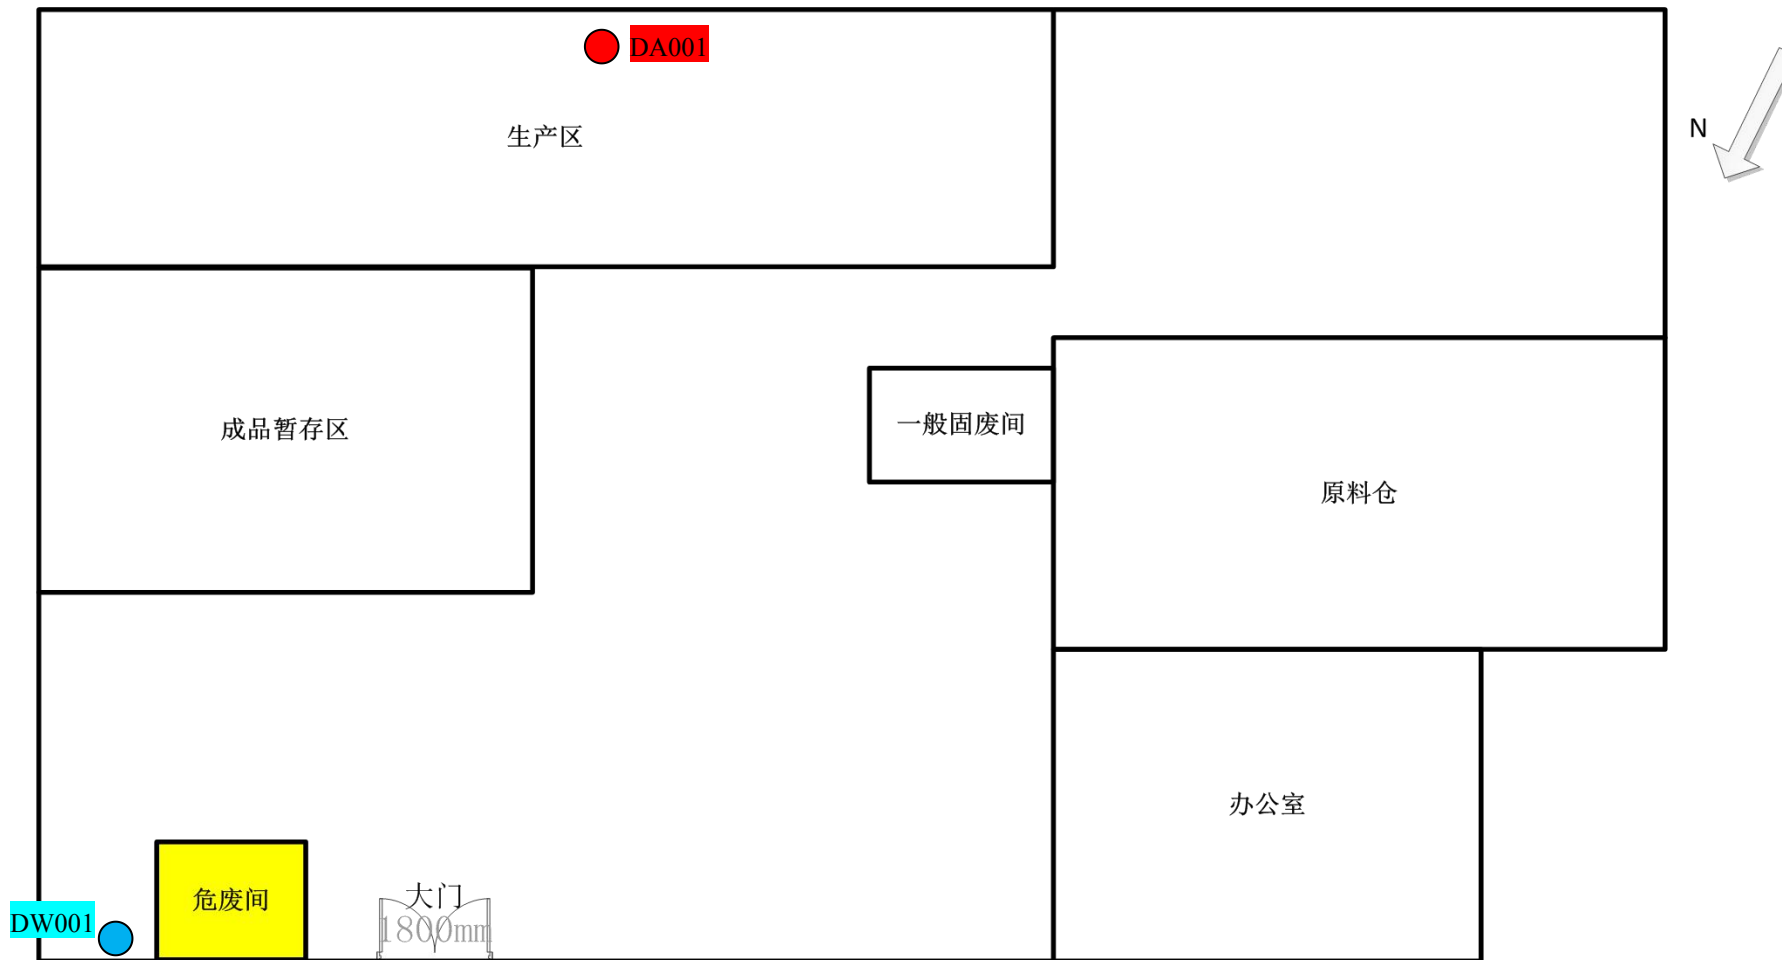 DA001
N
生产区
一般固废间
成品暂存区
原料仓
办公室
大门
危废间
DW001
1800mm